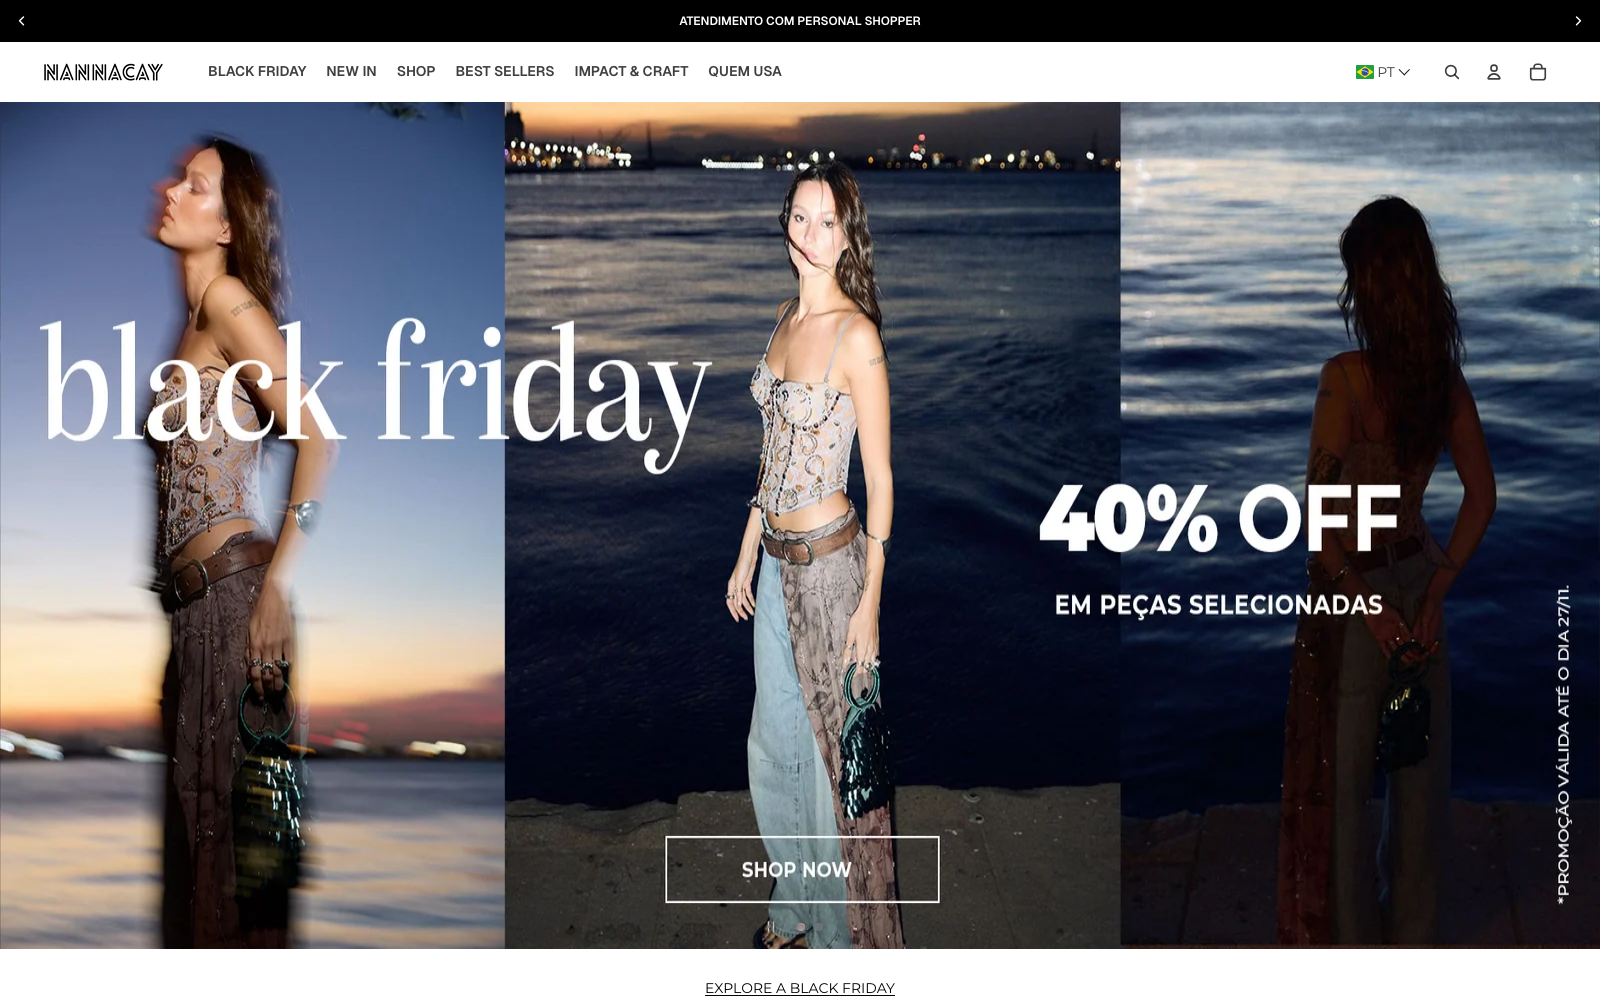 ATENDIMENTO COM PERSONAL SHOPPER
NANNACAY
BLACK FRIDAY NEW IN SHOP BEST SELLERS IMPACT & CRAFT QUEM USA
PT
black friday
40% OFF
EM PEÇAS SELECIONADAS
*PROMOÇÃO VÁLIDA ATÉ O DIA 27/11.
SHOP NOW
EXPLORE A BLACK FRIDAY